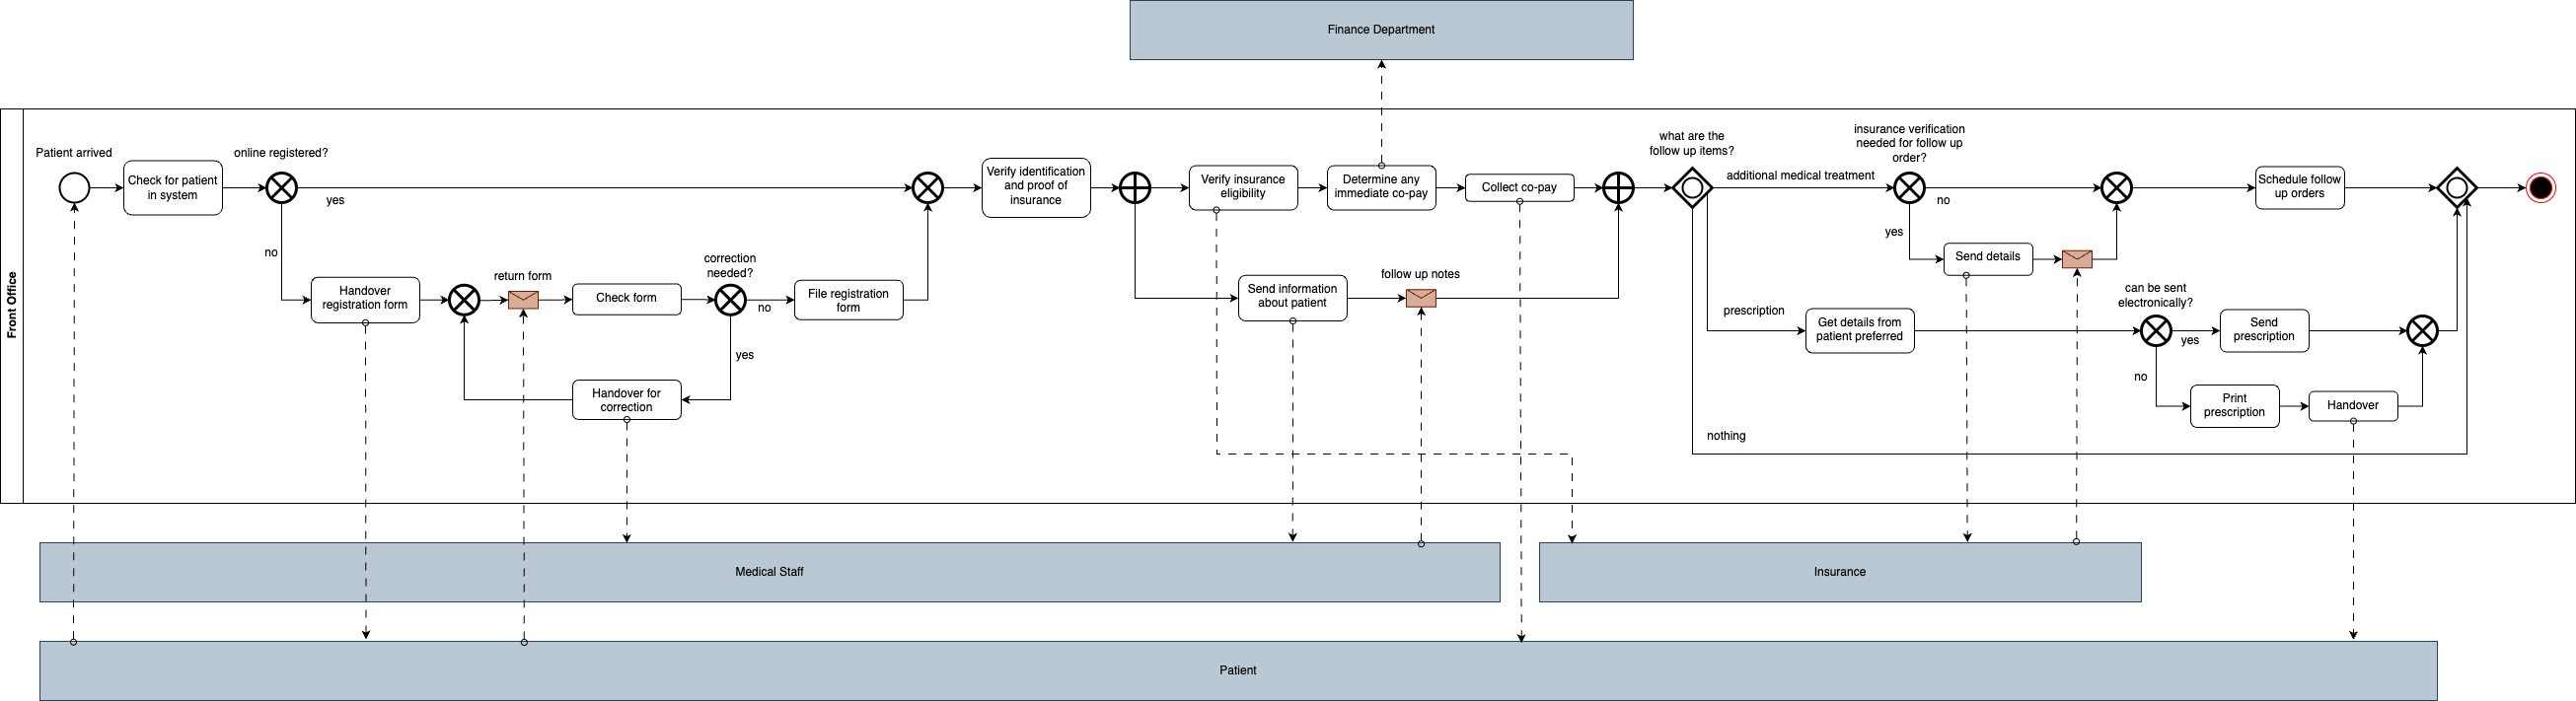 Finance Department
Front Office
Patient arrived
Check for patient
in system
online registered?
yes
no
Handover
registration form
return form
Check form
correction
needed?
no
yes
File registration
form
Handover for
correction
Verify identification
and proof of
insurance
Verify insurance
eligibility
Determine any
immediate co-pay
Collect co-pay
Send information
about patient
follow up notes
what are the
follow up items?
additional medical treatment
insurance verification
needed for follow up
order?
no
yes
Send details
Schedule follow
up orders
prescription
Get details from
patient preferred
can be sent
electronically?
yes
Send
prescription
no
Print
prescription
Handover
nothing
Medical Staff
Insurance
Patient